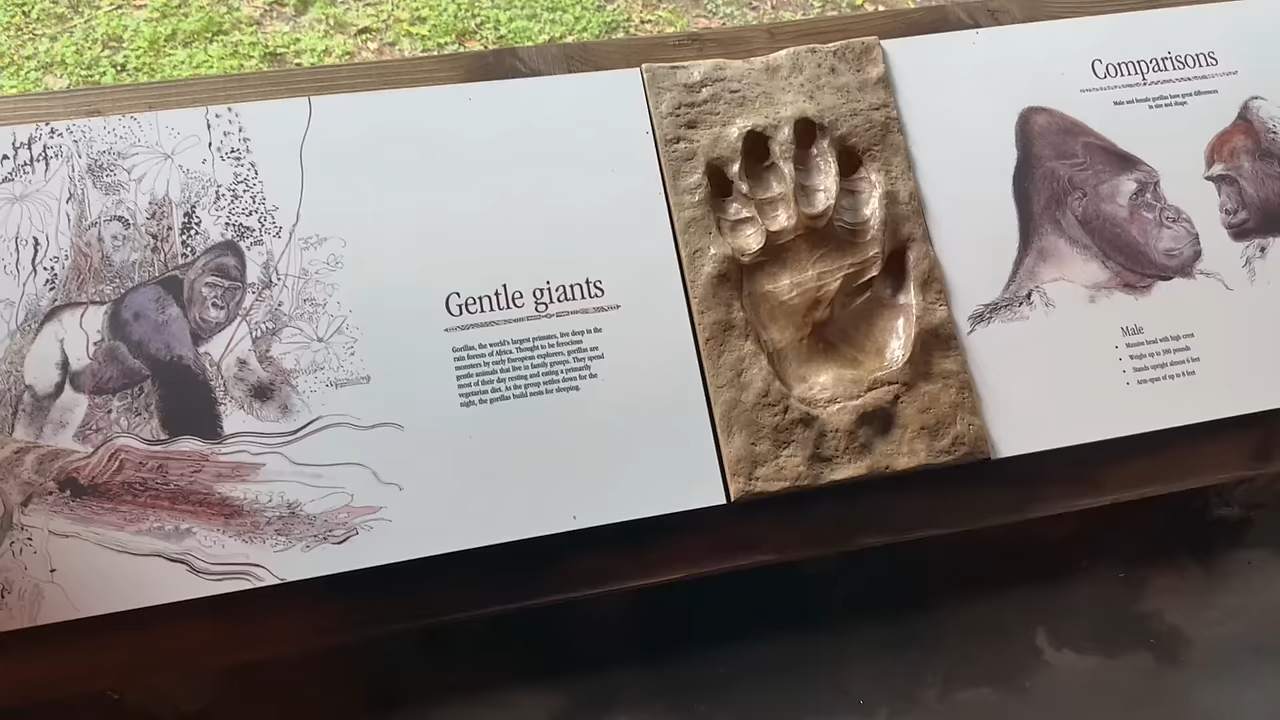 Gentle giants
Gorillas, the world's largest primates, live deep in the
rain forests of Africa. Thought to be ferocious
monsters by early European explorers, gorillas are
gentle animals that live in family groups. They spend
most of their day resting and eating a primarily
vegetarian diet. As the group settles down for the
night, the gorillas build nests for sleeping.
Comparisons
Male and female gorillas have great differences
in size and shape.
Male
• Massive head with high crest
• Weighs up to 380 pounds
• Stands upright almost 6 feet
• Arm-span of up to 8 feet